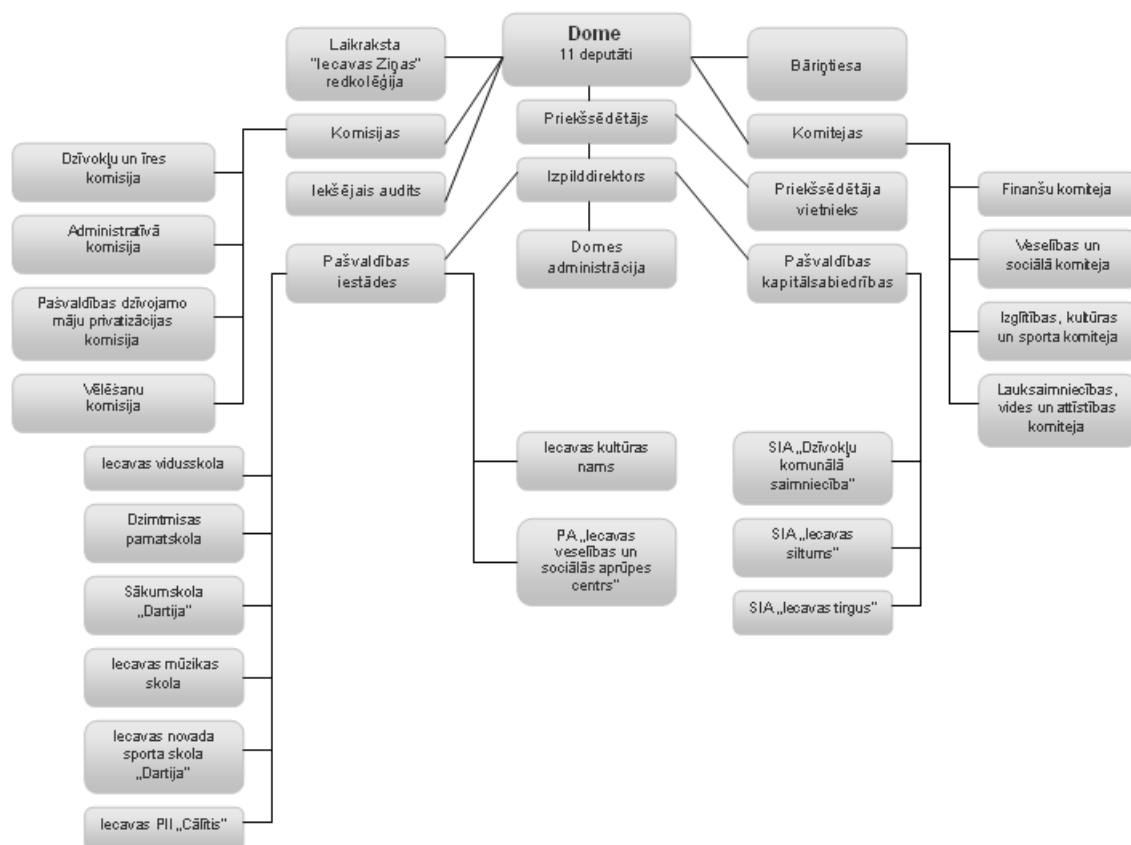 Dome
11 deputāti
Laikraksta
"Iecavas Ziņas"
redkolēģija
Bāriņtiesa
Priekšsēdētājs
Komisijas
Komitejas
Dzīvokļu un īres
komisija
Iekšējais audits
Izpilddirektors
Priekšsēdētāja
vietnieks
Finanšu komiteja
Administratīvā
komisija
Pašvaldības
iestādes
Domes
administrācija
Pašvaldības
kapitālsabiedrības
Veselības un
sociālā komiteja
Pašvaldības dzīvojamo
māju privatizācijas
komisija
Izglītības, kultūras
un sporta komiteja
Vēlēšanu
komisija
Lauksaimniecības,
vides un attīstības
komiteja
Iecavas vidusskola
Iecavas kultūras
nams
SIA „Dzīvokļu
komunālā
saimniecība"
Dzimtmisas
pamatskola
PA „Iecavas
veselības un
sociālās aprūpes
centrs"
SIA „Iecavas
siltums"
Sākumskola
„Dartija"
SIA „Iecavas tirgus"
Iecavas mūzikas
skola
Iecavas novada
sporta skola
„Dartija"
Iecavas PII „Cālītis"